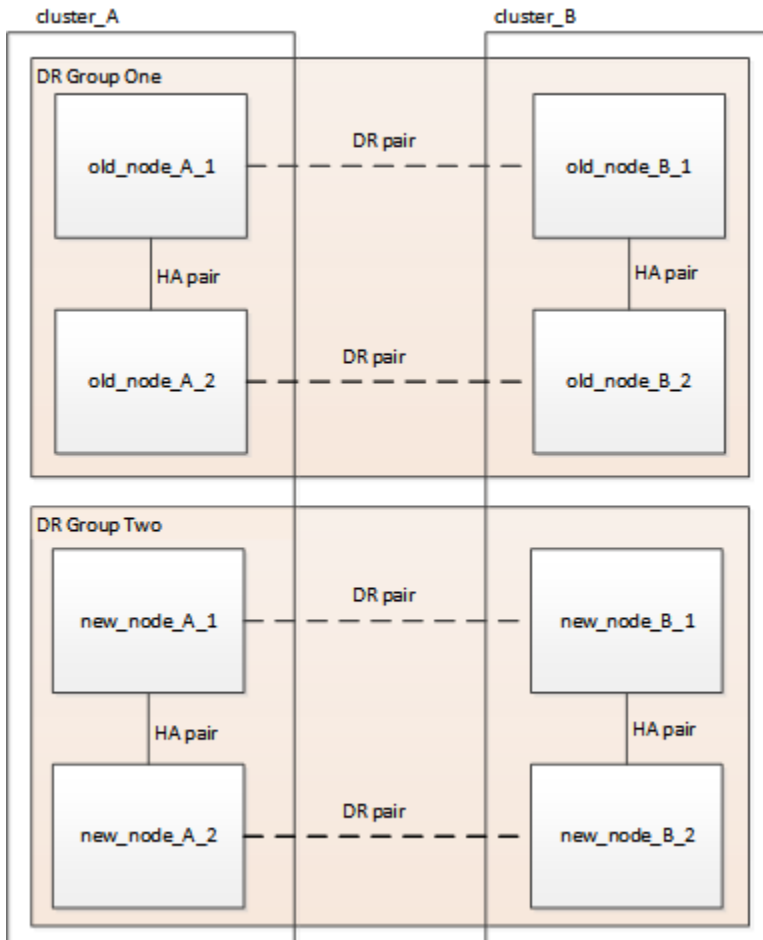 cluster_A
cluster_B
DR Group One
old_node_A_1
DR pair
old_node_B_1
HA pair
HA pair
old_node_A_2
DR pair
old_node_B_2
DR Group Two
new_node_A_1
DR pair
new_node_B_1
HA pair
HA pair
new_node_A_2
DR pair
new_node_B_2